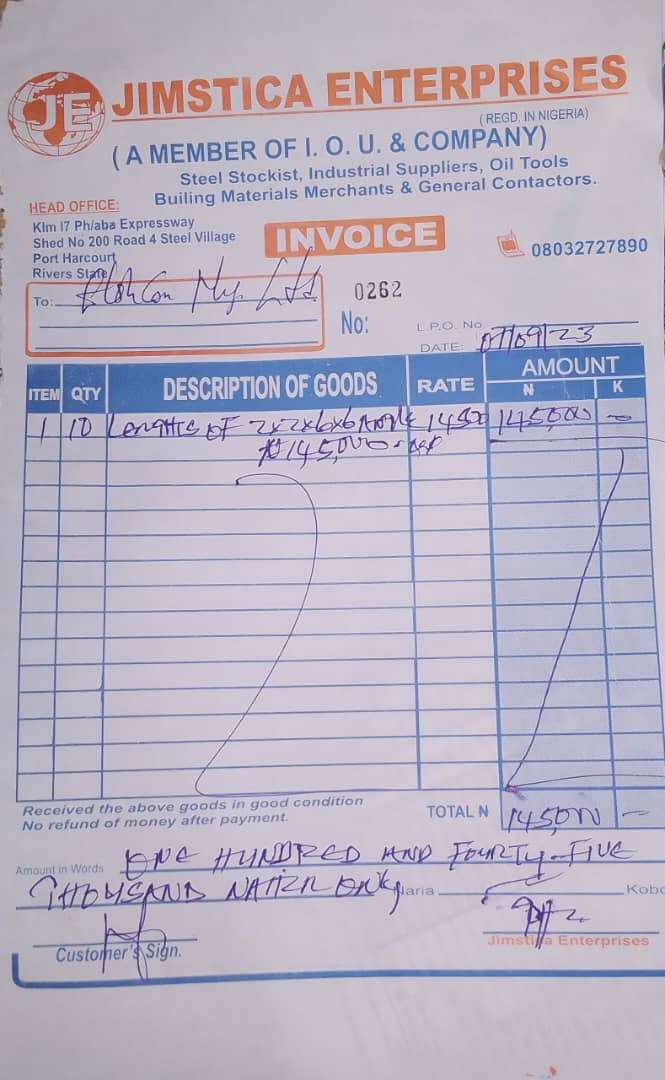 JE JIMSTICA ENTERPRISES
(REGD. IN NIGERIA)
(A MEMBER OF I. O. U. & COMPANY)
Steel Stockist, Industrial Suppliers, Oil Tools
Builing Materials Merchants & General Contactors.
HEAD OFFICE:
Klm 17 Ph/aba Expressway
Shed No 200 Road 4 Steel Village
Port Harcourt
Rivers State
INVOICE
08032727890
To: Ltd
0262
No:
L.P.O. No
DATE: 07/09/23
ITEM QTY DESCRIPTION OF GOODS RATE AMOUNT
₦ K
1 10 Lengths of 2x2x6x6 Angle 14500 145,000 -
₦145,000 -
Received the above goods in good condition
No refund of money after payment.
TOTAL N 145,000 -
Amount in Words ONE HUNDRED AND FOURTY-FIVE
THOUSAND ONLY Naria Kobo
Customer's Sign.
Jimstica Enterprises